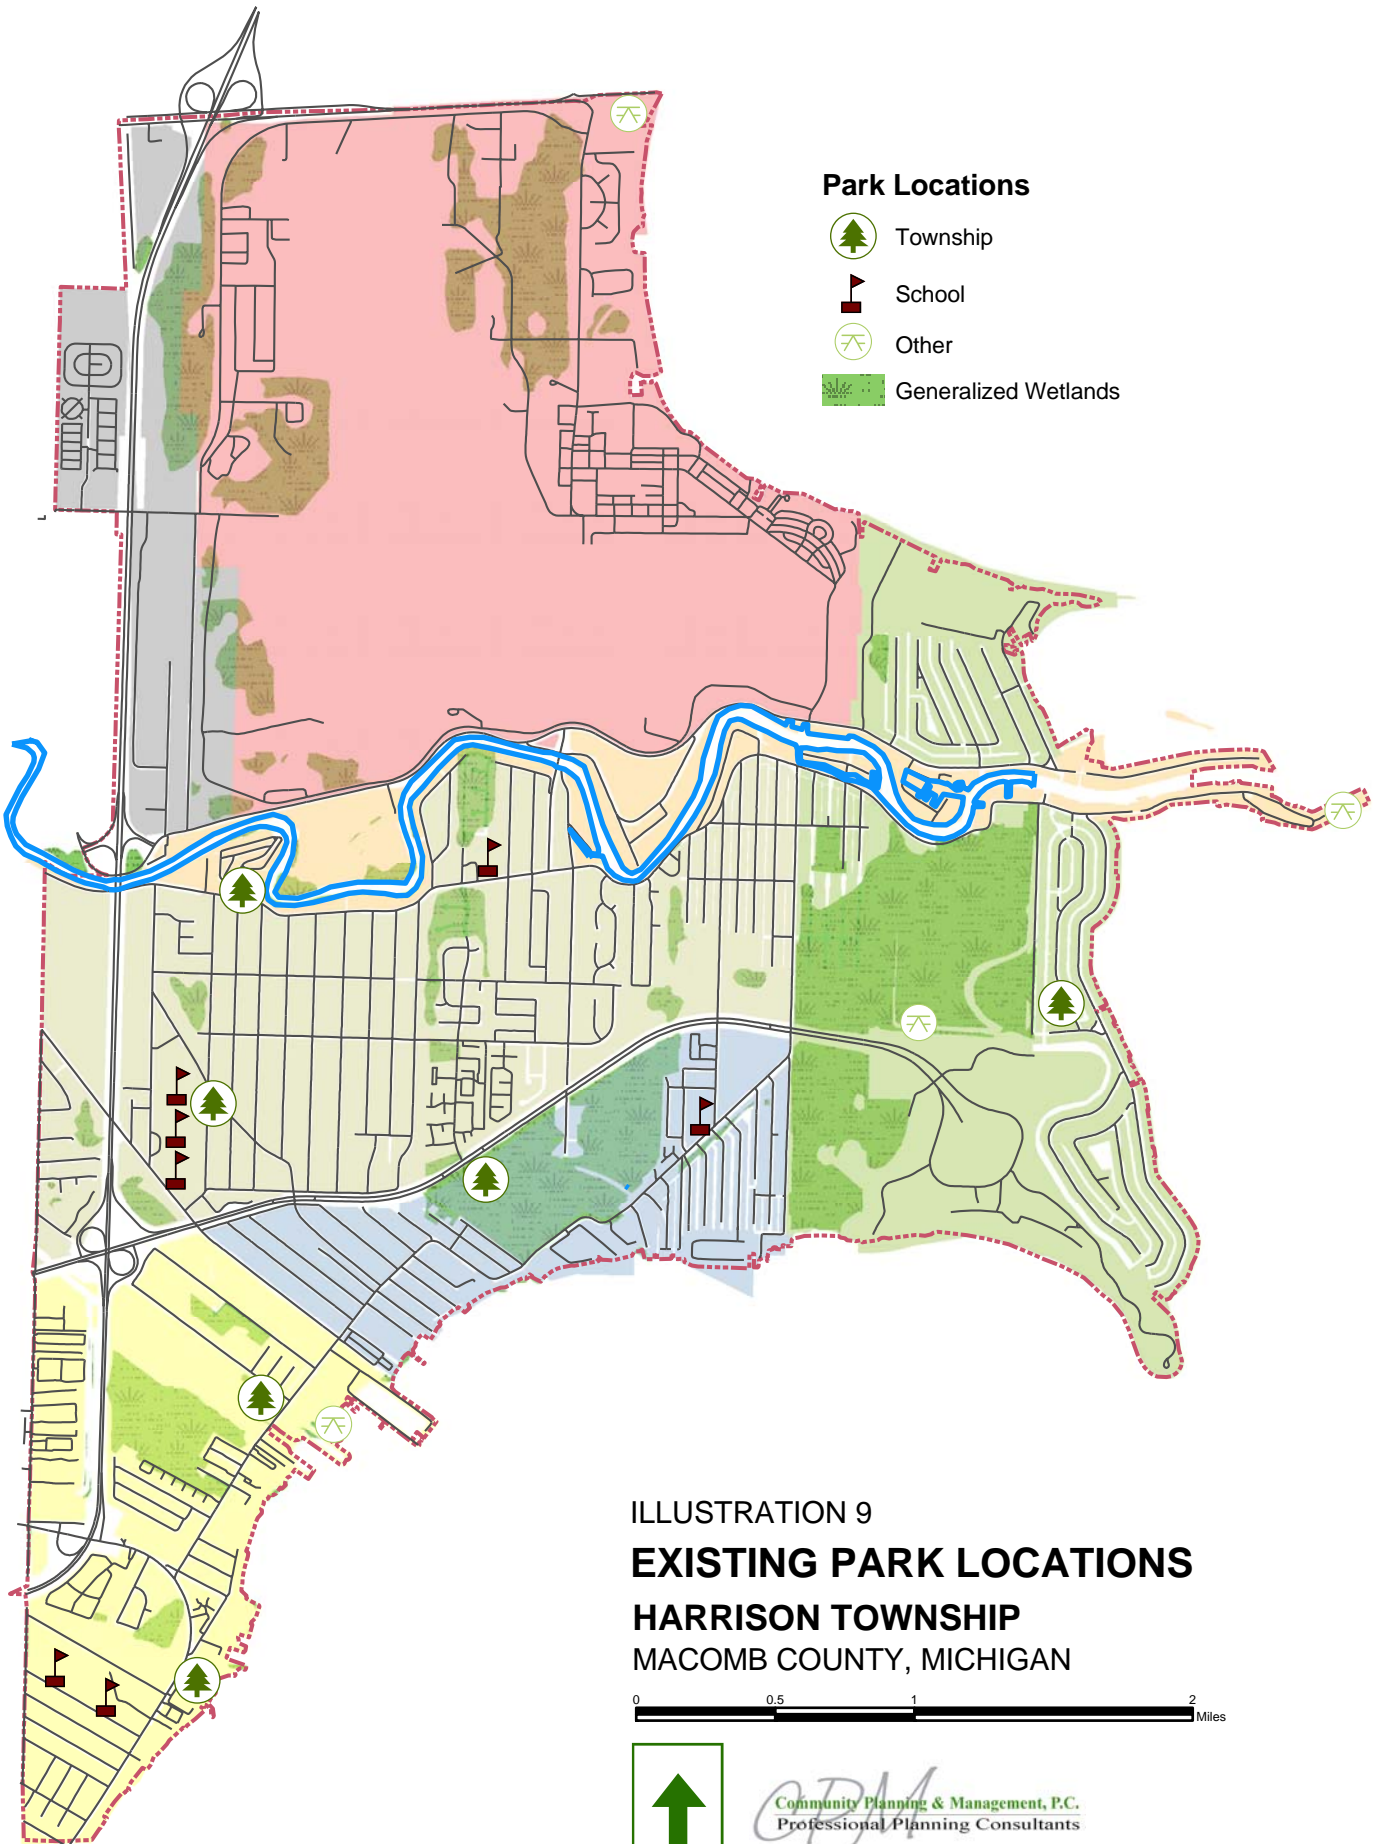 Park Locations
Township
School
Other
Generalized Wetlands
ILLUSTRATION 9
EXISTING PARK LOCATIONS
HARRISON TOWNSHIP
MACOMB COUNTY, MICHIGAN
0 0.5 1 2
Miles
CPM
Community Planning & Management, P.C.
Professional Planning Consultants